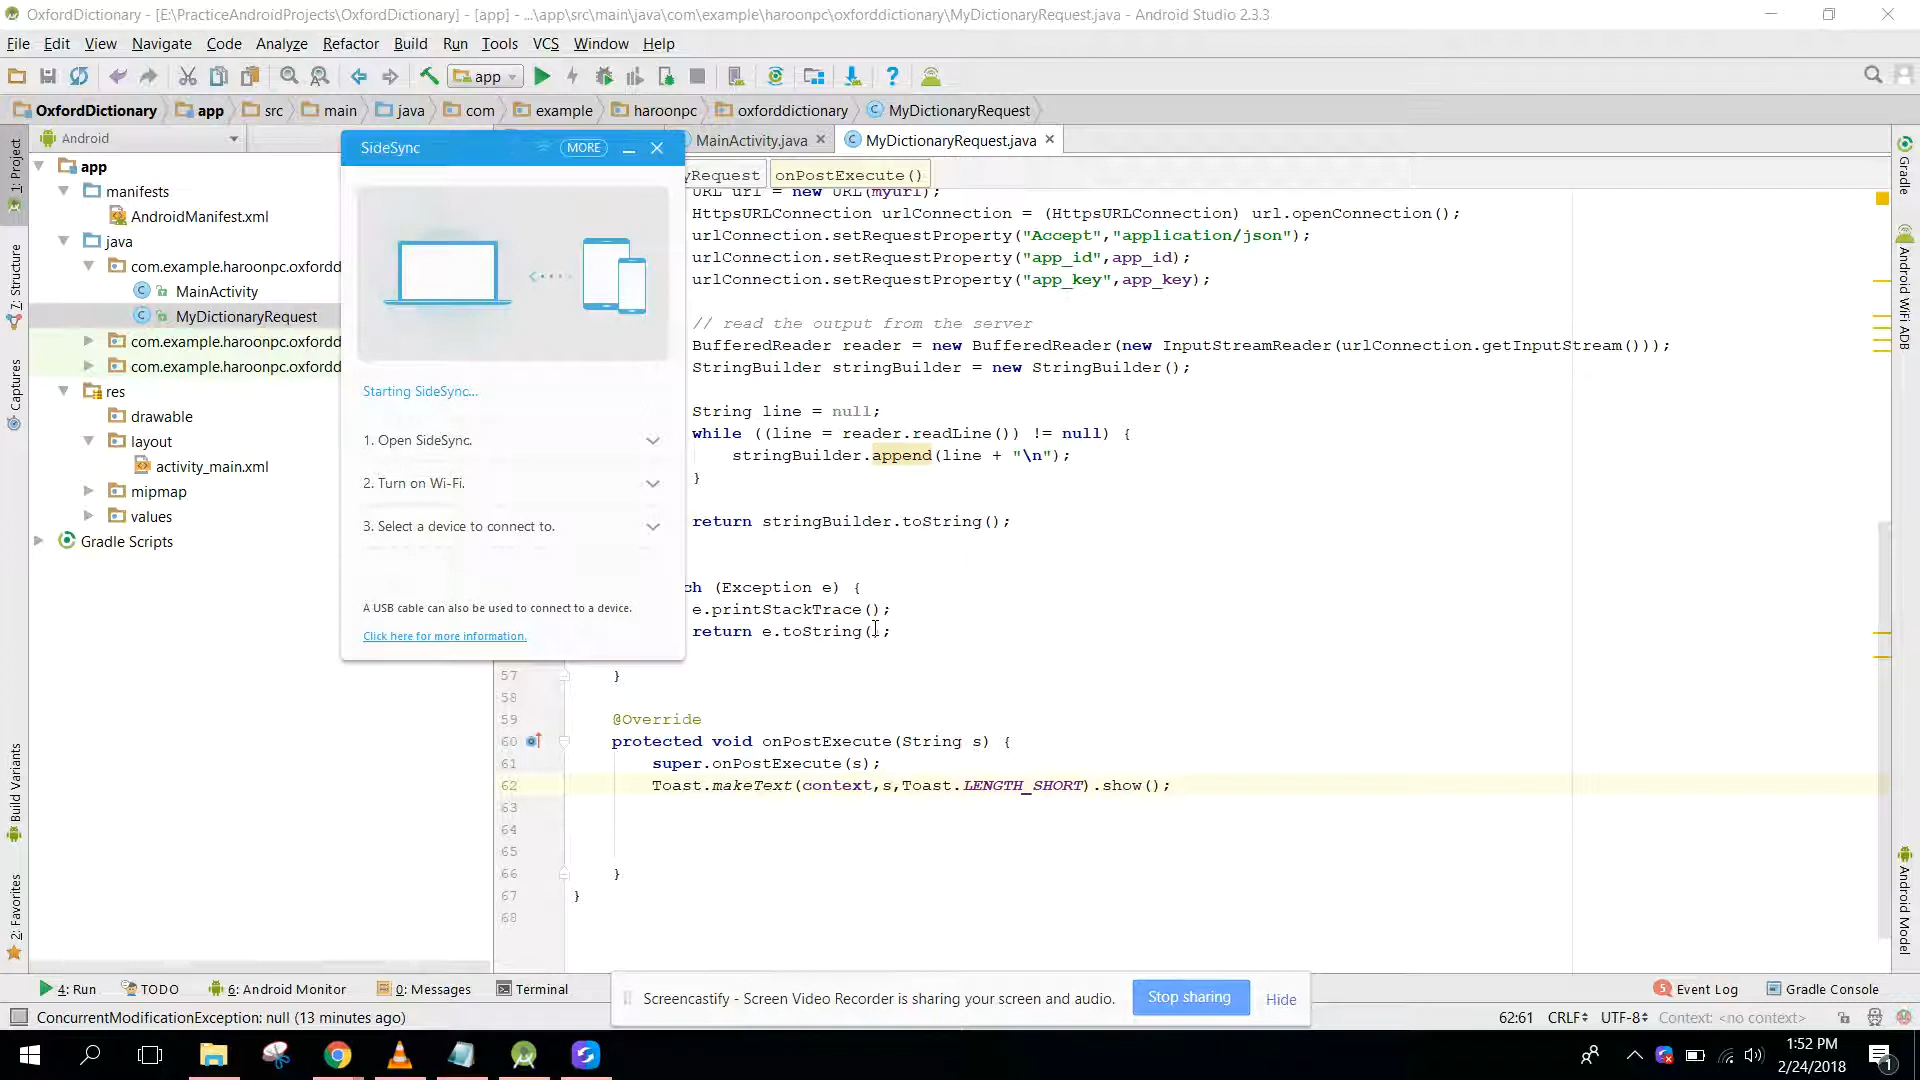 OxfordDictionary - [E:\PracticeAndroidProjects\OxfordDictionary] - [app] - ...\app\src\main\java\com\example\haroonpc\oxforddictionary\MyDictionaryRequest.java - Android Studio 2.3.3
File Edit View Navigate Code Analyze Refactor Build Run Tools VCS Window Help
app
OxfordDictionary app src main java com example haroonpc oxforddictionary MyDictionaryRequest
Android
MainActivity.java MyDictionaryRequest.java
yRequest onPostExecute()
1: Project
7: Structure
Captures
Build Variants
2: Favorites
app
manifests
AndroidManifest.xml
java
com.example.haroonpc.oxfordd
MainActivity
MyDictionaryRequest
com.example.haroonpc.oxfordd
com.example.haroonpc.oxfordd
res
drawable
layout
activity_main.xml
mipmap
values
Gradle Scripts
SideSync MORE
Starting SideSync...
1. Open SideSync.
2. Turn on Wi-Fi.
3. Select a device to connect to.
A USB cable can also be used to connect to a device.
Click here for more information.
URL url = new URL(myurl);
HttpsURLConnection urlConnection = (HttpsURLConnection) url.openConnection();
urlConnection.setRequestProperty("Accept","application/json");
urlConnection.setRequestProperty("app_id",app_id);
urlConnection.setRequestProperty("app_key",app_key);
// read the output from the server
BufferedReader reader = new BufferedReader(new InputStreamReader(urlConnection.getInputStream()));
StringBuilder stringBuilder = new StringBuilder();
String line = null;
while ((line = reader.readLine()) != null) {
stringBuilder.append(line + "\n");
}
return stringBuilder.toString();
ch (Exception e) {
e.printStackTrace();
return e.toString();
57 }
58
59 @Override
60 protected void onPostExecute(String s) {
61 super.onPostExecute(s);
62 Toast.makeText(context,s,Toast.LENGTH_SHORT).show();
63
64
65
66 }
67 }
68
Gradle
Android WiFi ADB
Android Model
4: Run TODO 6: Android Monitor 0: Messages Terminal
Screencastify - Screen Video Recorder is sharing your screen and audio. Stop sharing Hide
5 Event Log Gradle Console
ConcurrentModificationException: null (13 minutes ago)
62:61 CRLF UTF-8 Context: <no context>
1:52 PM
2/24/2018
1